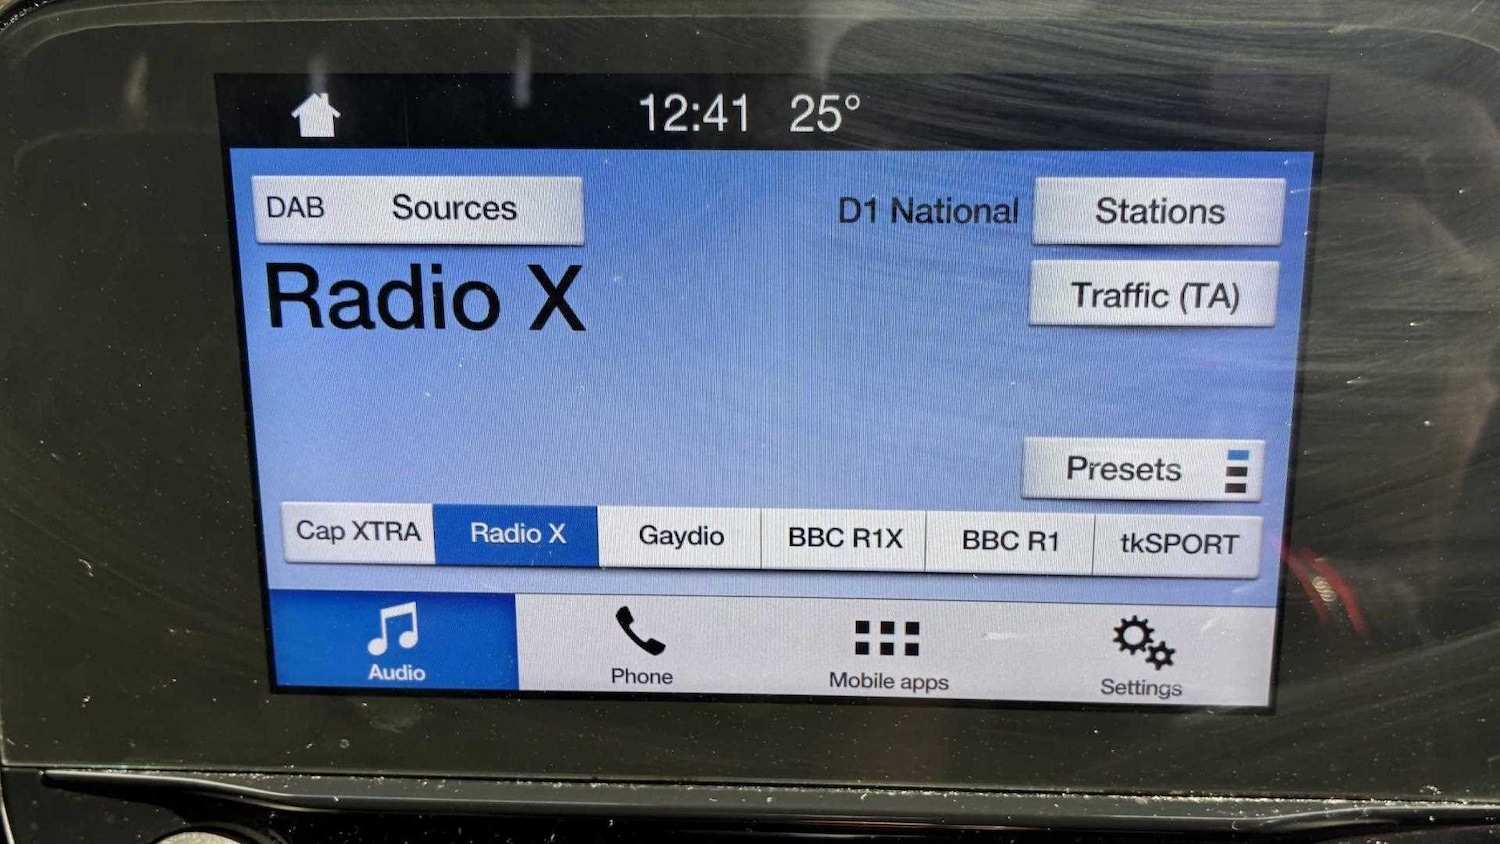 12:41 25°
DAB Sources
D1 National Stations
Radio X
Traffic (TA)
Presets
Cap XTRA Radio X Gaydio BBC R1X BBC R1 tkSPORT
Audio Phone Mobile apps Settings